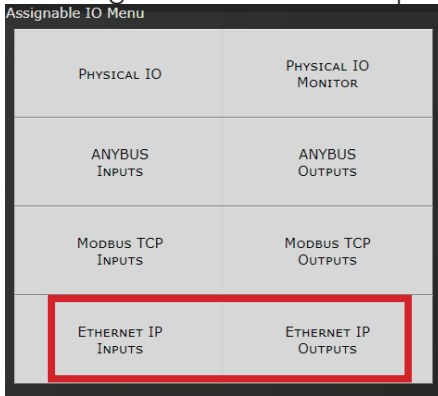 Assignable IO Menu
Physical IO
Physical IO
Monitor
ANYBUS
Inputs
ANYBUS
Outputs
Modbus TCP
Inputs
Modbus TCP
Outputs
Ethernet IP
Inputs
Ethernet IP
Outputs